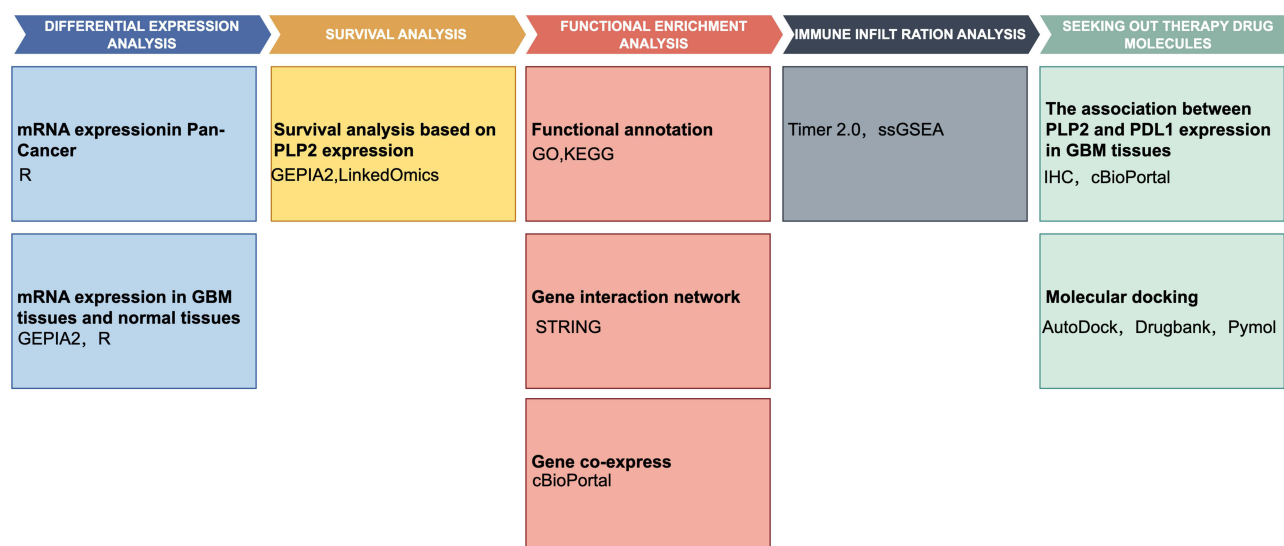 DIFFERENTIAL EXPRESSION
ANALYSIS
SURVIVAL ANALYSIS
FUNCTIONAL ENRICHMENT
ANALYSIS
IMMUNE INFILT RATION ANALYSIS
SEEKING OUT THERAPY DRUG
MOLECULES
mRNA expressionin Pan-
Cancer
R
mRNA expression in GBM
tissues and normal tissues
GEPIA2，R
Survival analysis based on
PLP2 expression
GEPIA2,LinkedOmics
Functional annotation
GO,KEGG
Gene interaction network
STRING
Gene co-express
cBioPortal
Timer 2.0，ssGSEA
The association between
PLP2 and PDL1 expression
in GBM tissues
IHC，cBioPortal
Molecular docking
AutoDock，Drugbank，Pymol